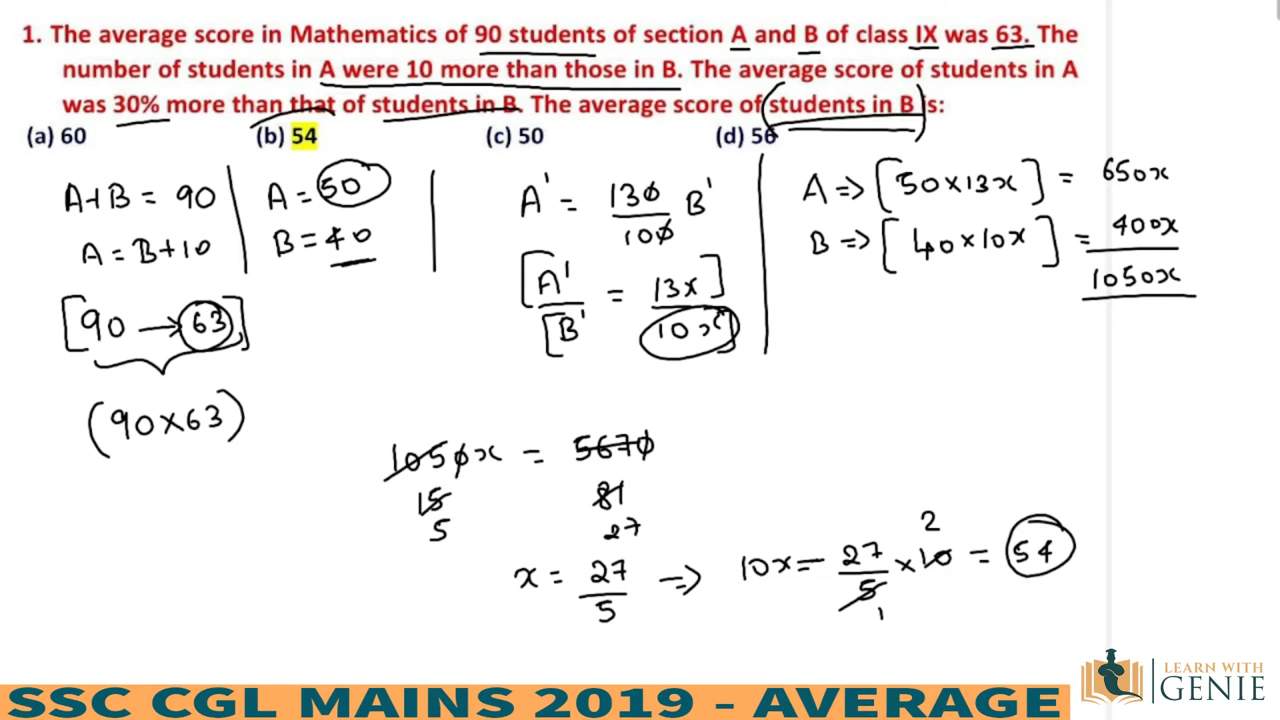 1. The average score in Mathematics of 90 students of section A and B of class IX was 63. The
number of students in A were 10 more than those in B. The average score of students in A
was 30% more than that of students in B. The average score of students in B is:
(a) 60 (b) 54 (c) 50 (d) 56
A+B = 90
A = B+10
[90 → 63]
(90×63)
A = 50
B = 40
A' = 130/100 B'
[A'/B' = 13x/10x]
A => [50×13x] = 650x
B => [40×10x] = 400x
1050x
1050x = 5670
15 81
5 27
x = 27/5 => 10x = 27/5 × 10 = 54
2
1
LEARN WITH
GENIE
SSC CGL MAINS 2019 - AVERAGE